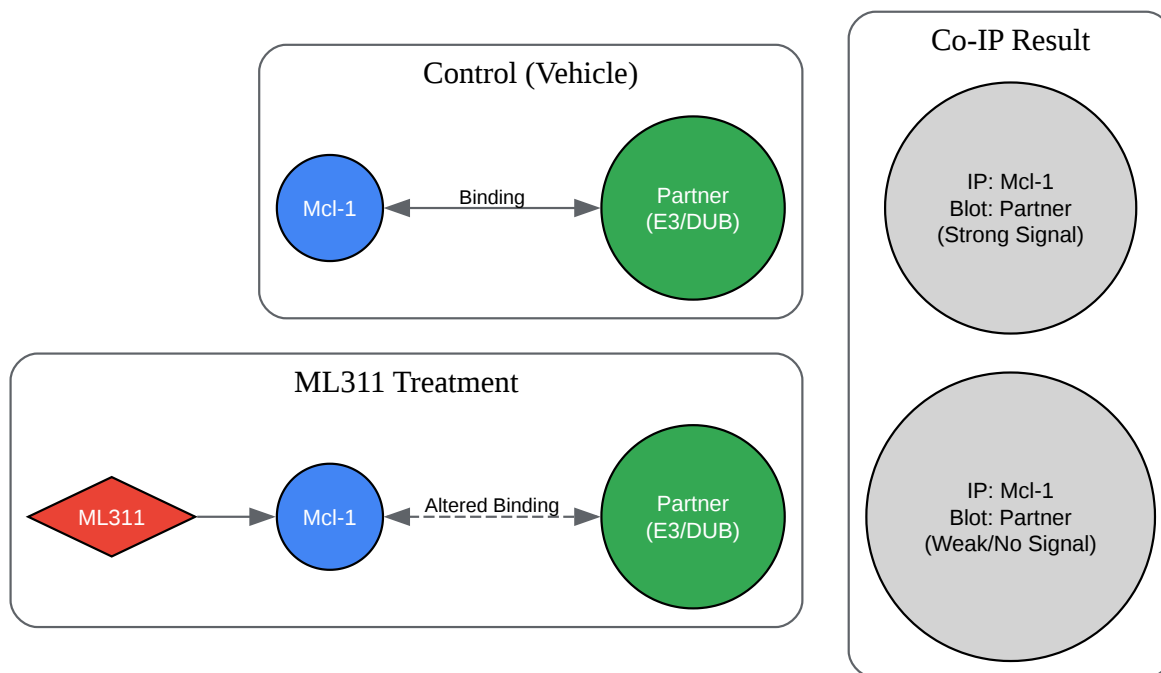 Control (Vehicle)
Mcl-1
Binding
Partner
(E3/DUB)
ML311 Treatment
ML311
Mcl-1
Altered Binding
Partner
(E3/DUB)
Co-IP Result
IP: Mcl-1
Blot: Partner
(Strong Signal)
IP: Mcl-1
Blot: Partner
(Weak/No Signal)